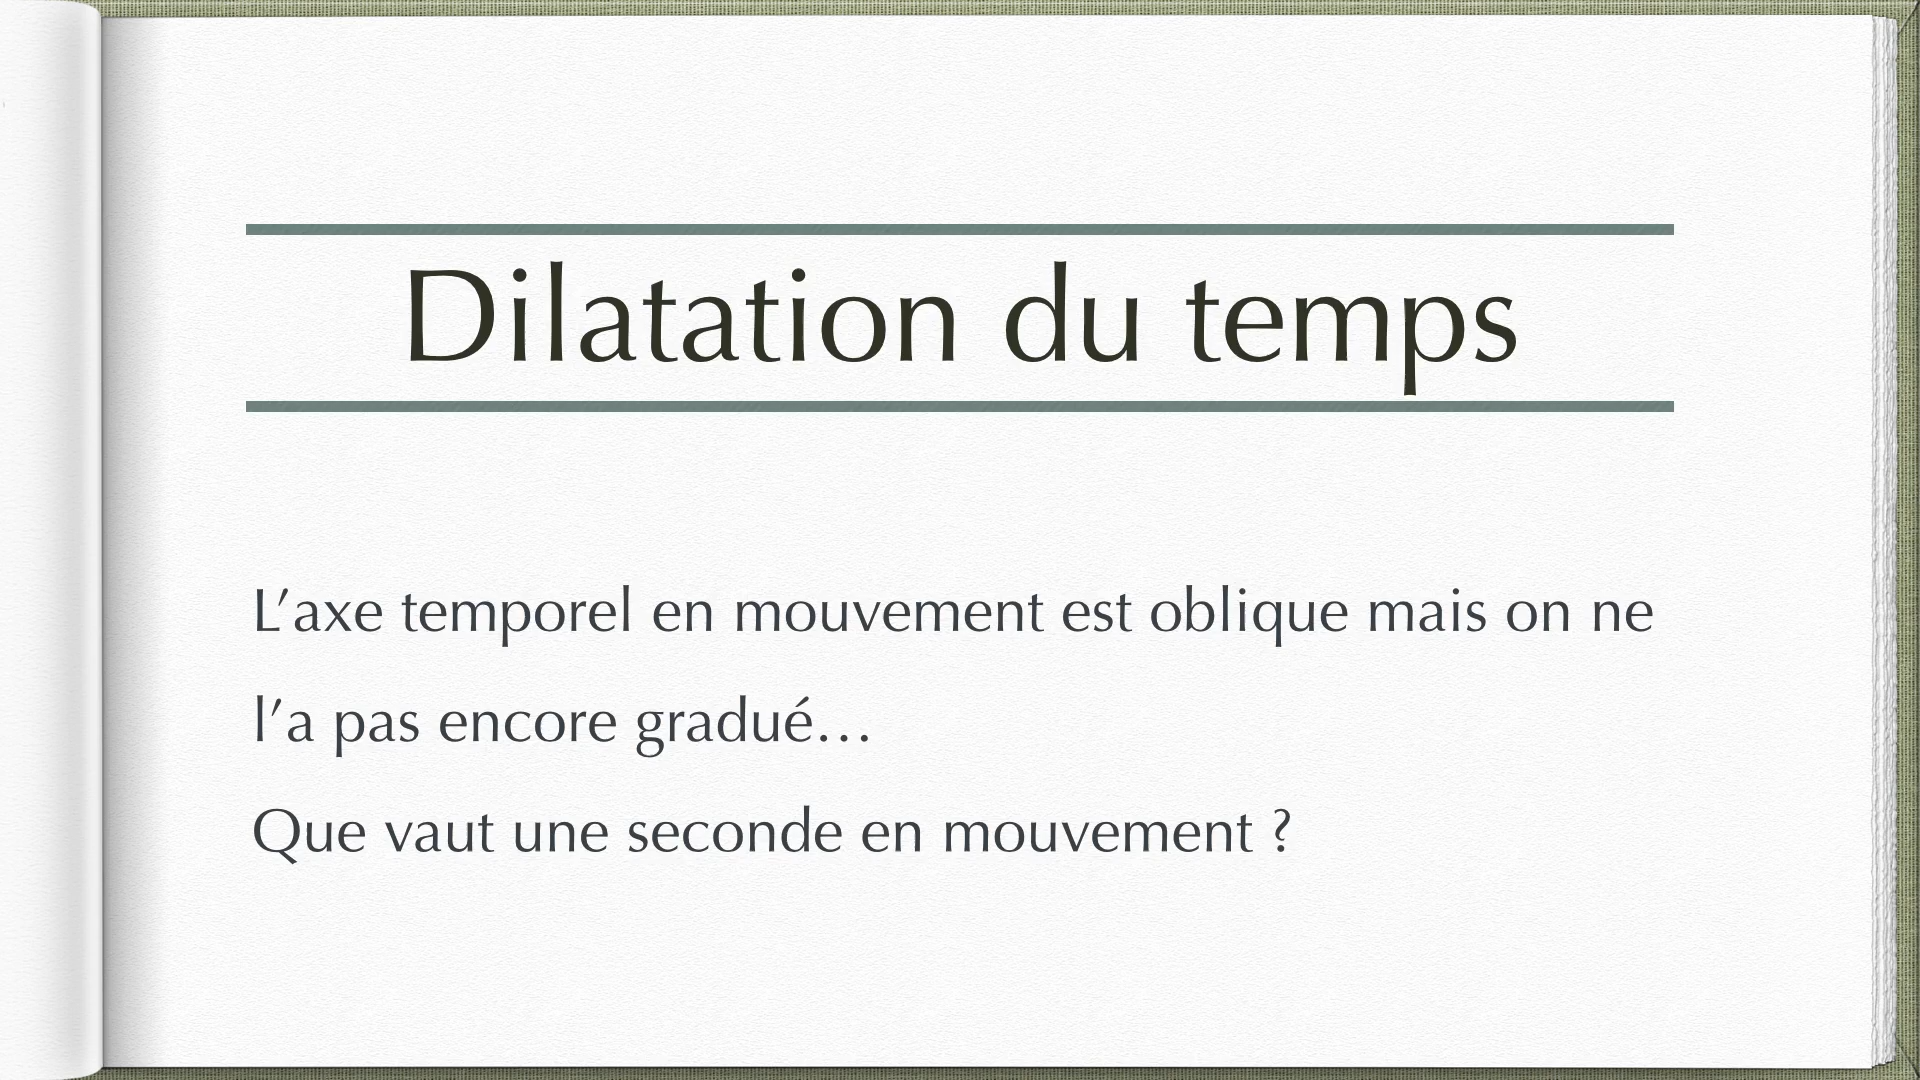 Dilatation du temps
L’axe temporel en mouvement est oblique mais on ne
l’a pas encore gradué…
Que vaut une seconde en mouvement ?